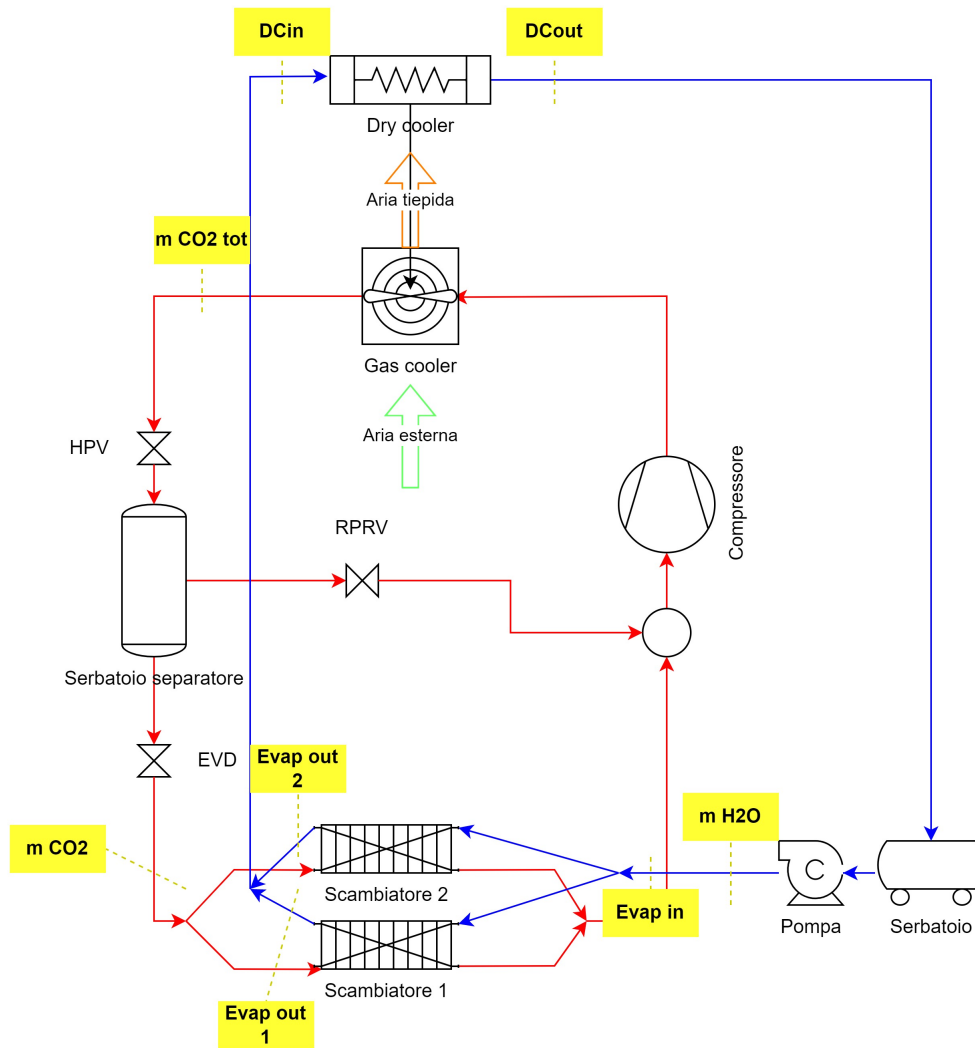 DCin
DCout
Dry cooler
Aria tiepida
m CO2 tot
Gas cooler
Aria esterna
HPV
RPRV
Compressore
Serbatoio separatore
EVD
Evap out
2
m CO2
m H2O
Scambiatore 2
Evap in
Pompa
Serbatoio
Scambiatore 1
Evap out
1